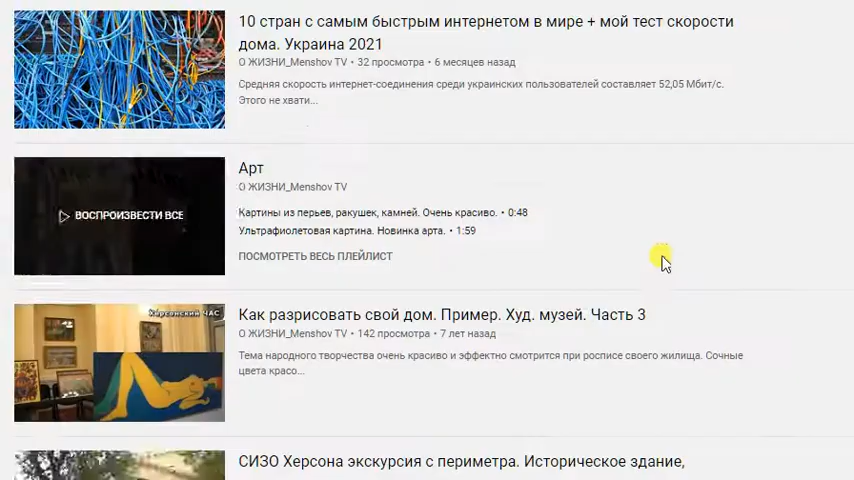 10 стран с самым быстрым интернетом в мире + мой тест скорости
дома. Украина 2021
О ЖИЗНИ_Menshov TV • 32 просмотра • 6 месяцев назад
Средняя скорость интернет-соединения среди украинских пользователей составляет 52,05 Мбит/с.
Этого не хвати...
ВОСПРОИЗВЕСТИ ВСЕ
Арт
О ЖИЗНИ_Menshov TV
Картины из перьев, ракушек, камней. Очень красиво. • 0:48
Ультрафиолетовая картина. Новинка арта. • 1:59
ПОСМОТРЕТЬ ВЕСЬ ПЛЕЙЛИСТ
Херсонский ЧАС
Как разрисовать свой дом. Пример. Худ. музей. Часть 3
О ЖИЗНИ_Menshov TV • 142 просмотра • 7 лет назад
Тема народного творчества очень красиво и эффектно смотрится при росписе своего жилища. Сочные
цвета красо...
СИЗО Херсона экскурсия с периметра. Историческое здание,